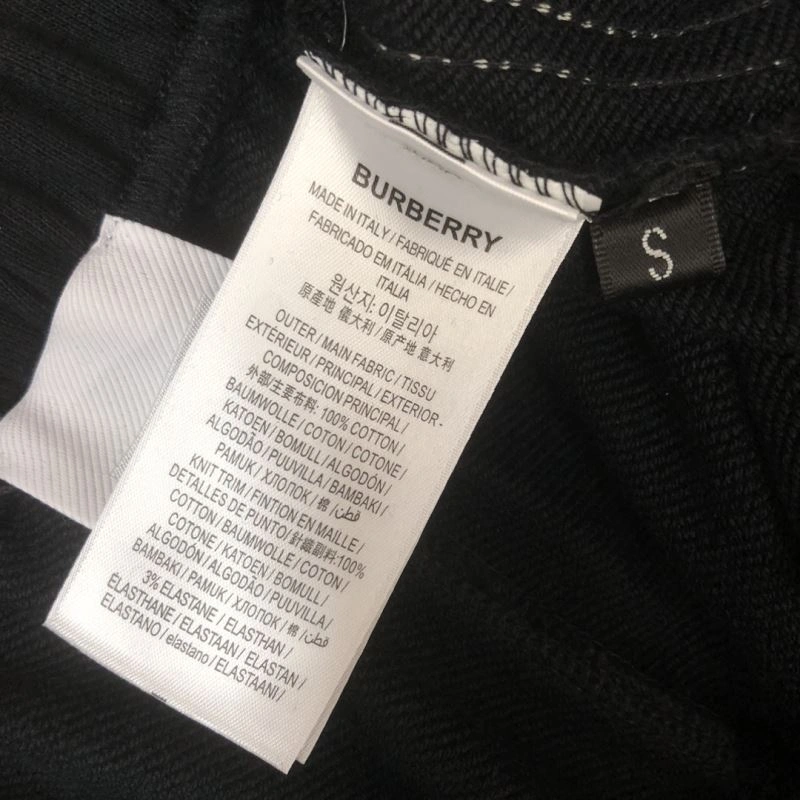 BURBERRY
MADE IN ITALY / FABRIQUÉ EN ITALIE /
FABRICADO EM ITÁLIA / HECHO EN
ITALIA
원산지: 이탈리아
原產地 儀大利 / 原产地 意大利
OUTER / MAIN FABRIC / TISSU
EXTÉRIEUR / PRINCIPAL / EXTERIOR -
COMPOSICION PRINCIPAL /
外部/主要布料: 100% COTTON /
BAUMWOLLE / COTON / COTONE /
KATOEN / BOMULL / ALGODÓN /
ALGODÃO / PUUVILLA / BAMBAKI /
PAMUK / ХЛОПОК / 棉 / قطن/
KNIT TRIM / FINTION EN MAILLE /
DETALLES DE PUNTO / 針織副料: 100%
COTTON / BAUMWOLLE / COTON /
COTONE / KATOEN / BOMULL /
ALGODÓN / ALGODÃO / PUUVILLA /
BAMBAKI / PAMUK / ХЛОПОК / 棉 / قطن/
3% ELASTANE / ELASTHAN /
ÉLASTHANE / ELASTAAN / ELASTAN /
ELASTANO / elastano / ELASTAANI /
S